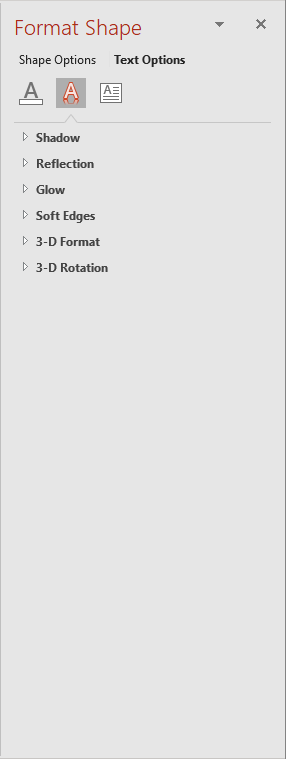 Format Shape
Shape Options Text Options
Shadow
Reflection
Glow
Soft Edges
3-D Format
3-D Rotation